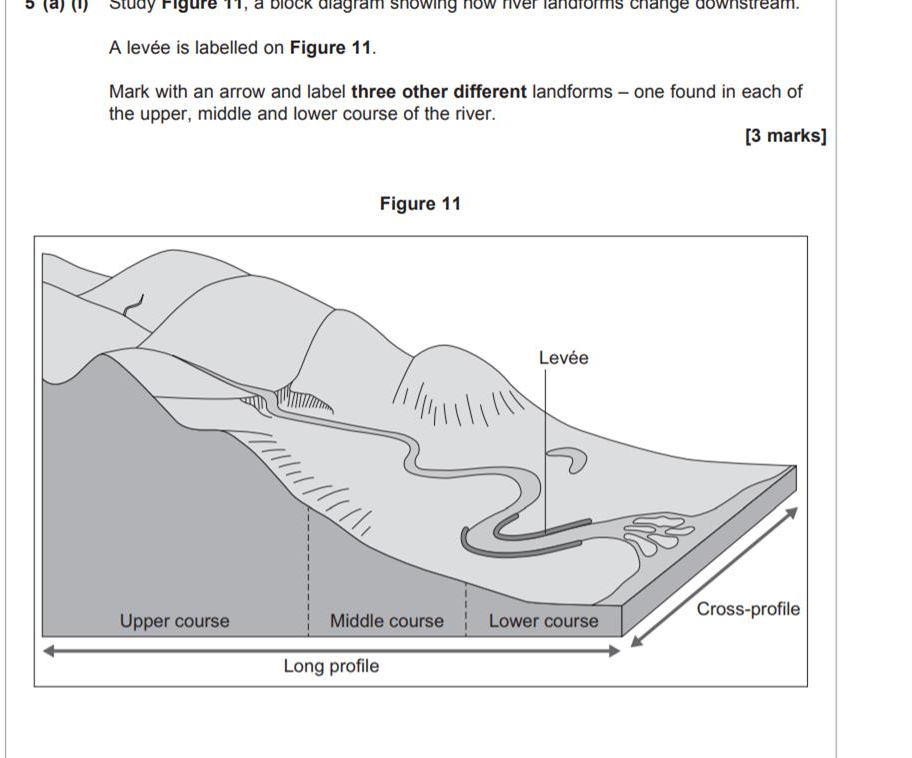 5 (a) (i) Study Figure 11, a block diagram showing how river landforms change downstream.
A levée is labelled on Figure 11.
Mark with an arrow and label three other different landforms – one found in each of
the upper, middle and lower course of the river.
[3 marks]
Figure 11
Levée
Cross-profile
Upper course Middle course Lower course
Long profile